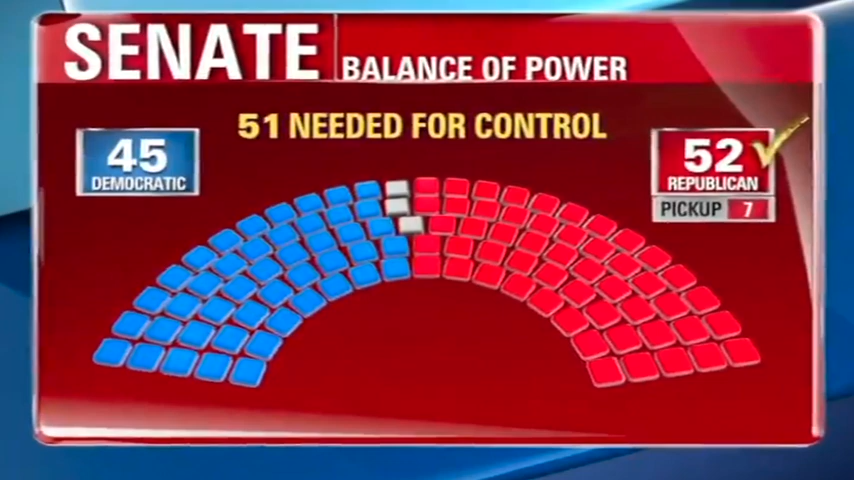 SENATE BALANCE OF POWER
51 NEEDED FOR CONTROL
45
DEMOCRATIC
52
REPUBLICAN
PICKUP 7